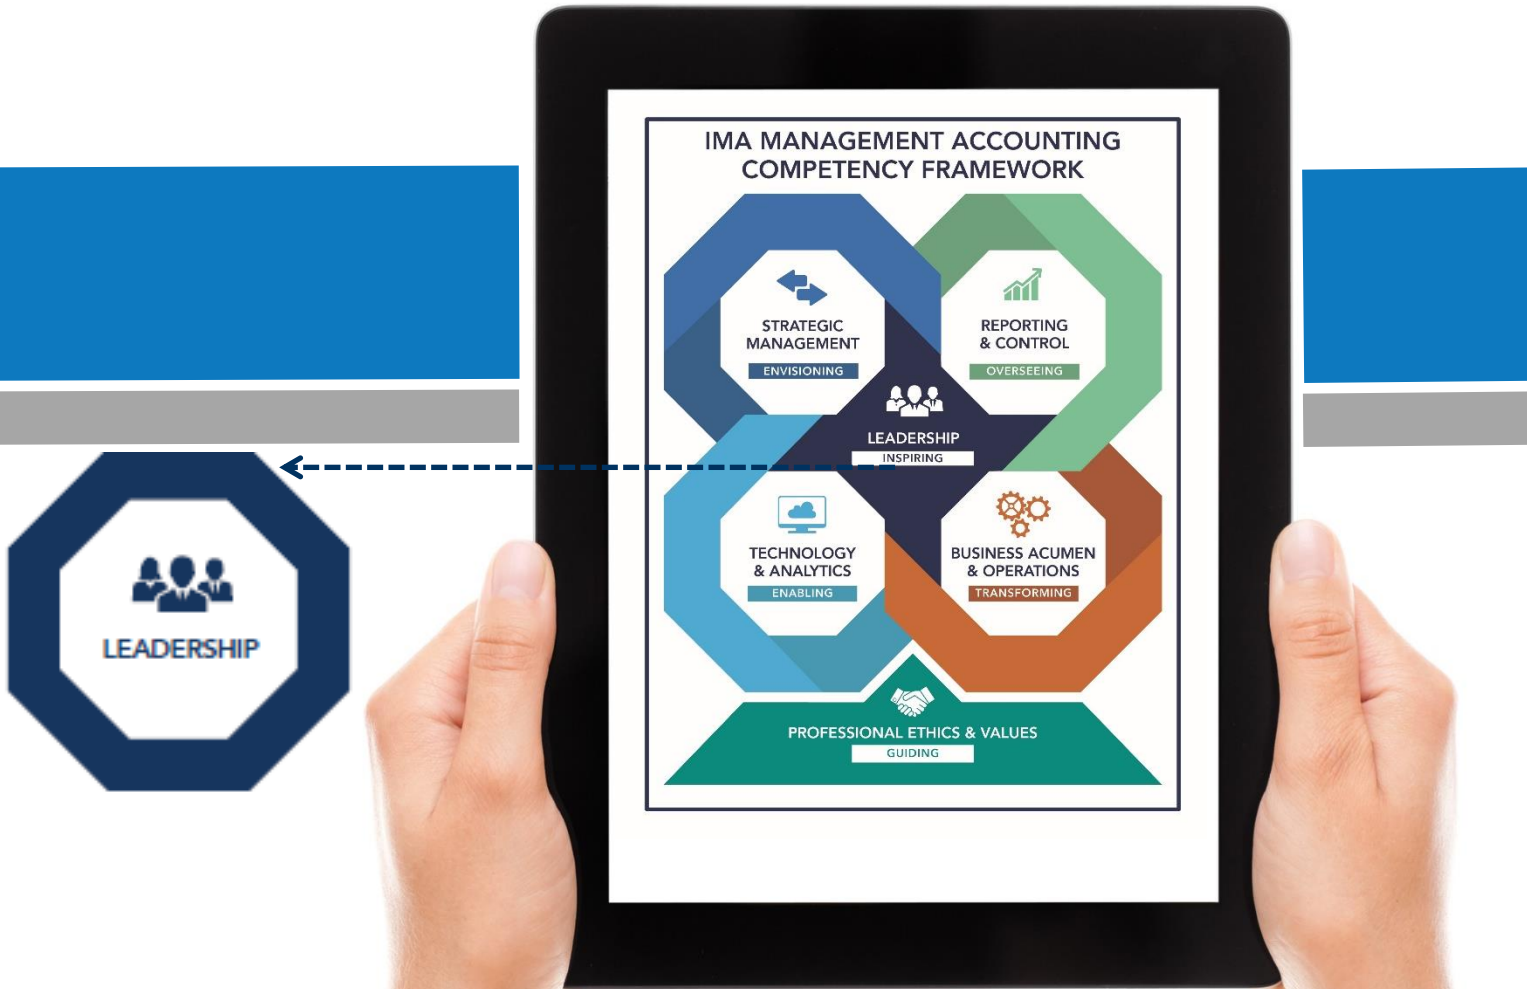 IMA MANAGEMENT ACCOUNTING
COMPETENCY FRAMEWORK
STRATEGIC
MANAGEMENT
ENVISIONING
REPORTING
& CONTROL
OVERSEEING
LEADERSHIP
INSPIRING
TECHNOLOGY
& ANALYTICS
ENABLING
BUSINESS ACUMEN
& OPERATIONS
TRANSFORMING
PROFESSIONAL ETHICS & VALUES
GUIDING
LEADERSHIP